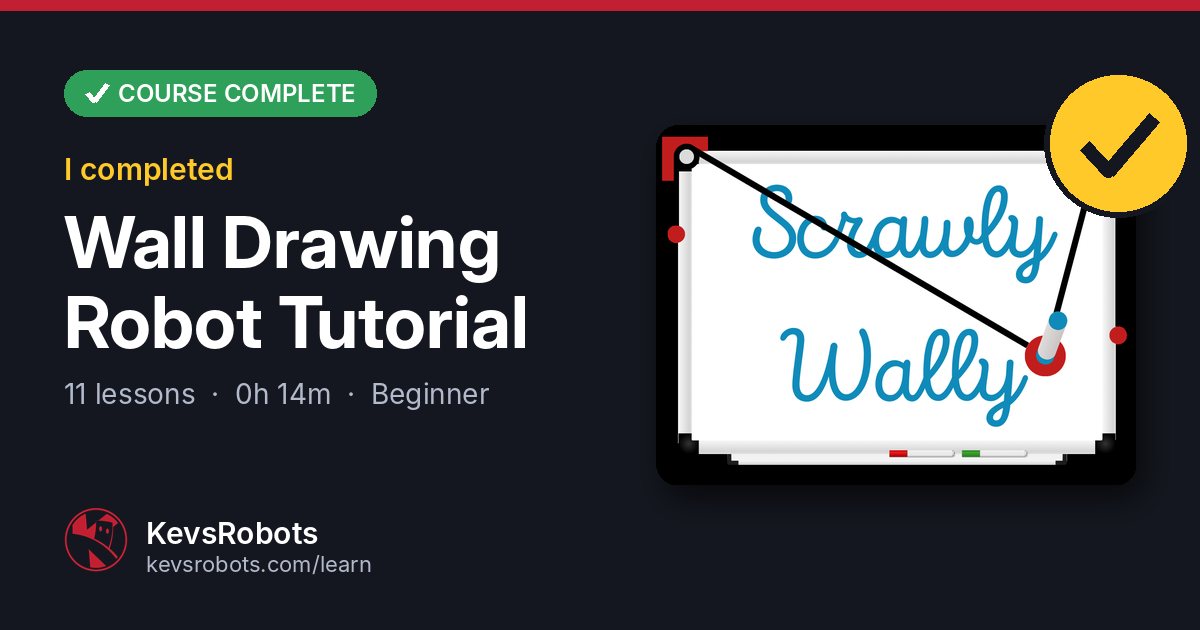 COURSE COMPLETE
I completed
Wall Drawing
Robot Tutorial
11 lessons · 0h 14m · Beginner
KevsRobots
kevsrobots.com/learn
Scrawly
Wally